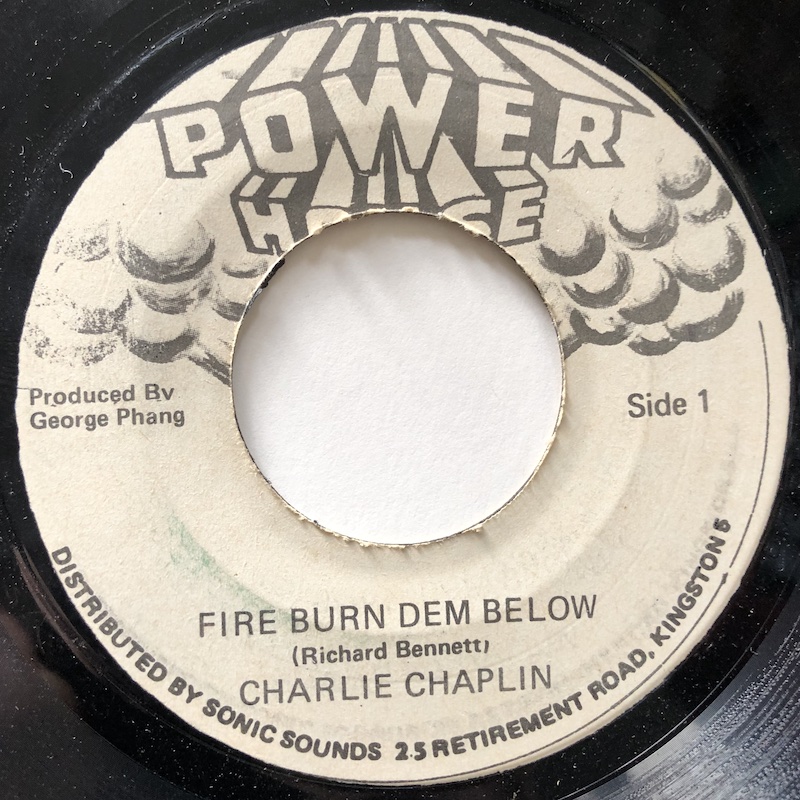 POWER
HOUSE
Produced By
George Phang
Side 1
FIRE BURN DEM BELOW
(Richard Bennett)
CHARLIE CHAPLIN
DISTRIBUTED BY SONIC SOUNDS 25 RETIREMENT ROAD, KINGSTON 5